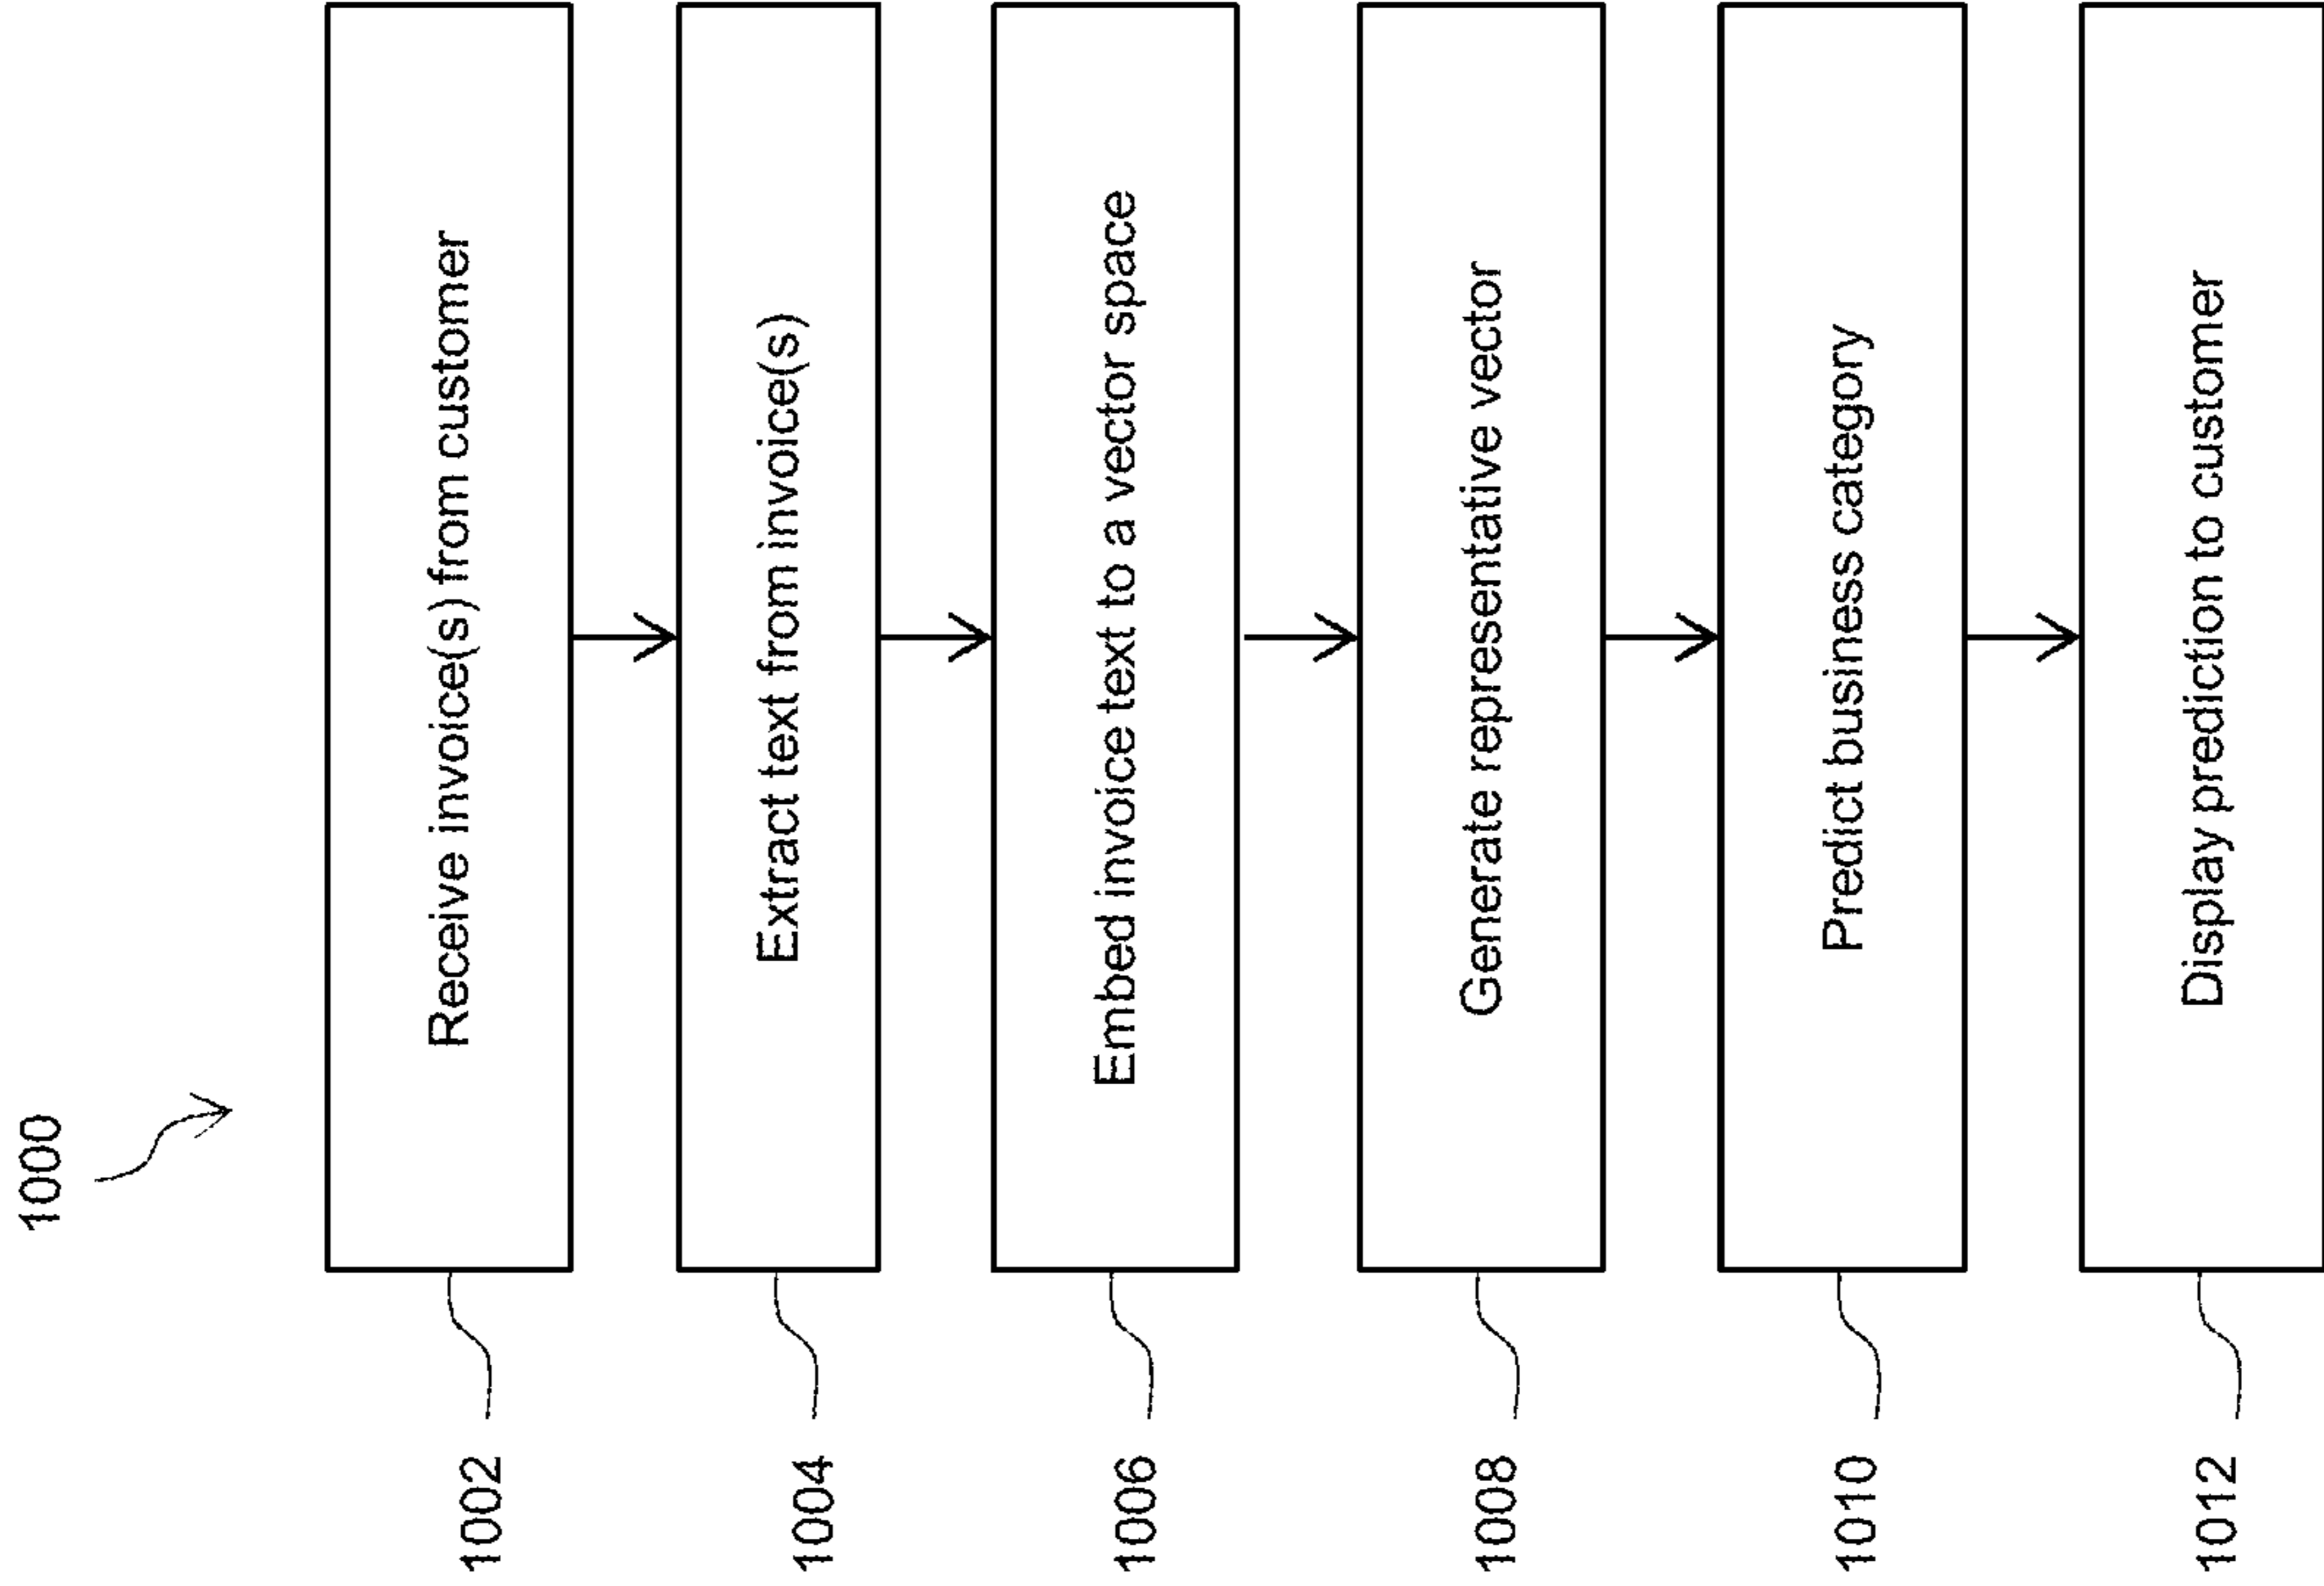 1000
1002
Receive invoice(s) from customer
1004
Extract text from invoice(s)
1006
Embed invoice text to a vector space
1008
Generate representative vector
1010
Predict business category
1012
Display prediction to customer